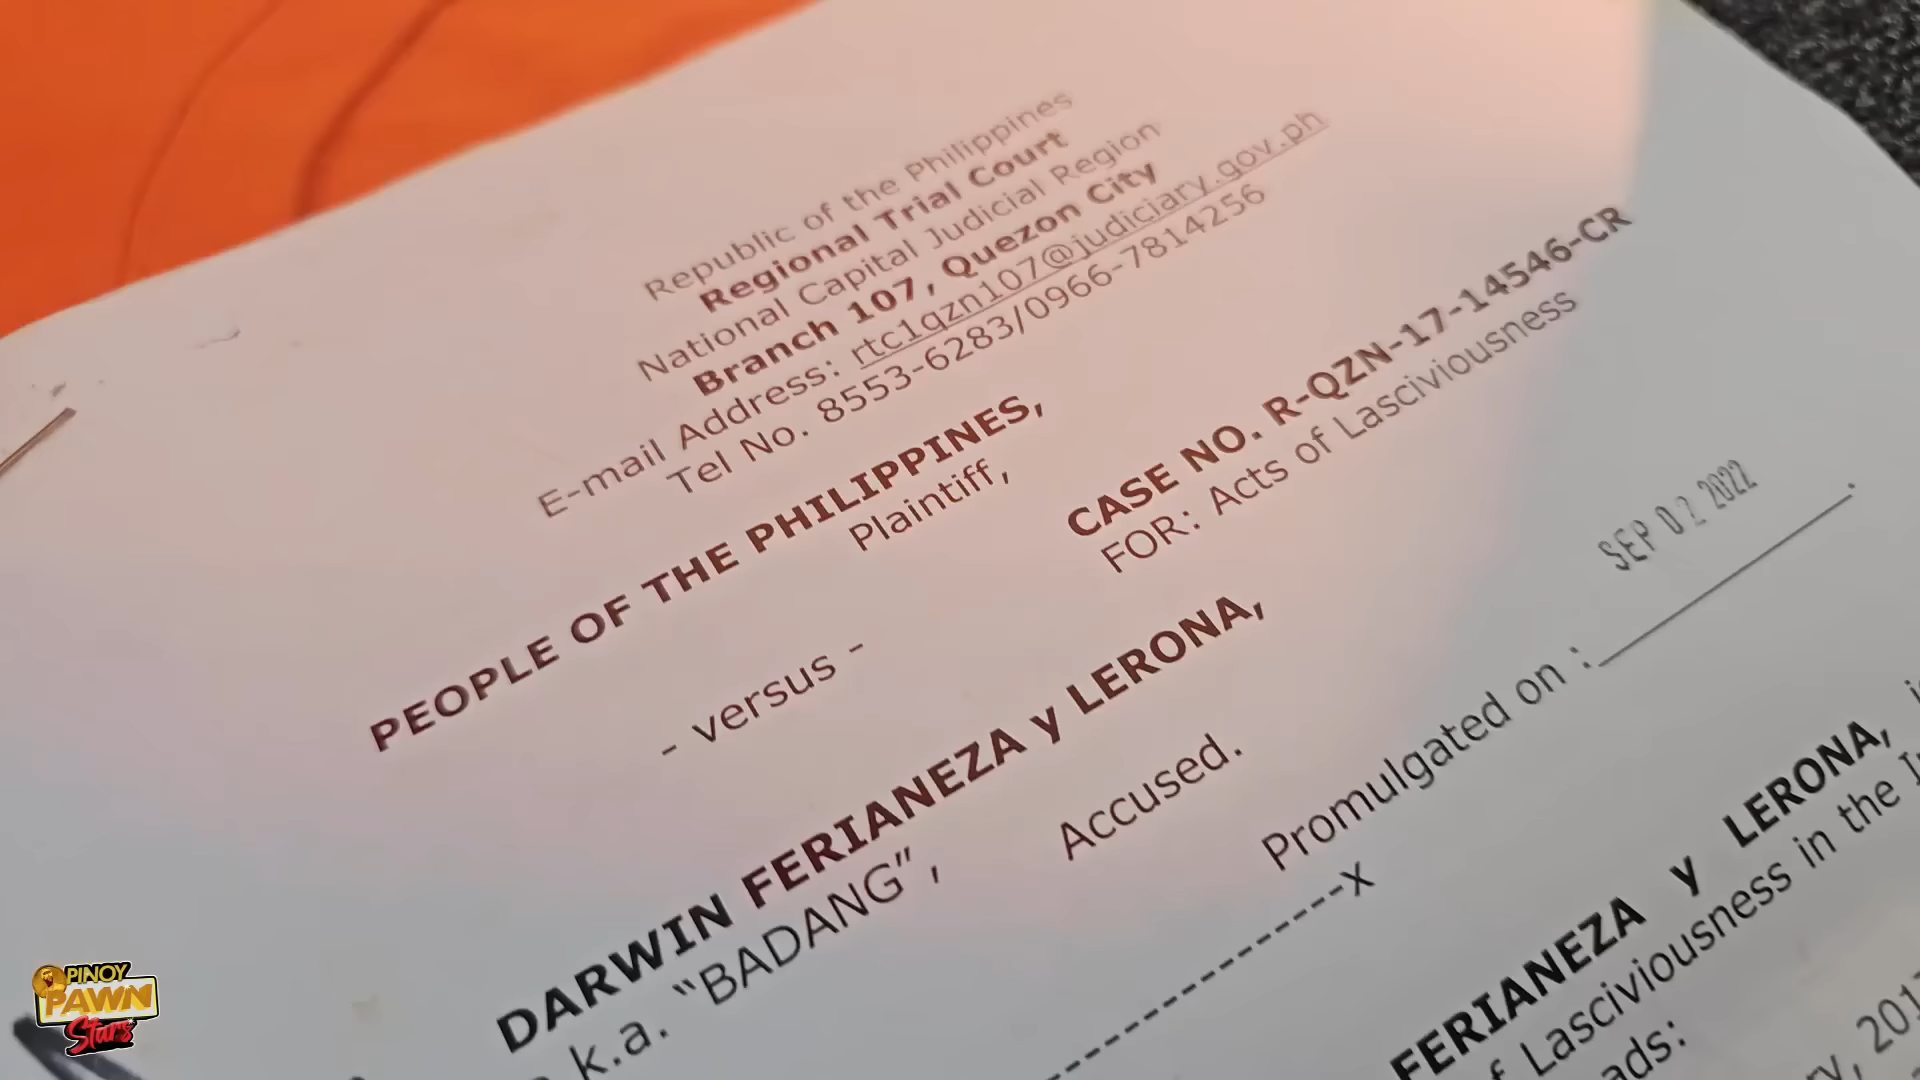 Republic of the Philippines
Regional Trial Court
National Capital Judicial Region
Branch 107, Quezon City
E-mail Address: rtc1qzn107@judiciary.gov.ph
Tel No. 8553-6283/0966-7814256
PEOPLE OF THE PHILIPPINES,
Plaintiff,
CASE NO. R-QZN-17-14546-CR
FOR: Acts of Lasciviousness
- versus -
DARWIN FERIANEZA y LERONA,
k.a. "BADANG",
Accused.
SEP 02 2022
Promulgated on :____________.
--------------------x
FERIANEZA y LERONA,
Lasciviousness in the
ads:
PINOY
PAWN
Stars